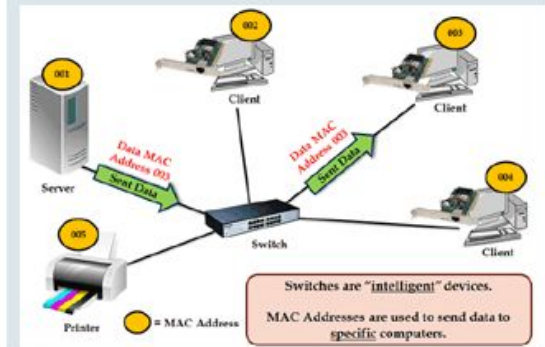 002
003
001
Client
Client
Data MAC
Address 003
Sent Data
Data MAC
Address 003
Sent Data
Server
004
005
Switch
Client
Printer
= MAC Address
Switches are "intelligent" devices.
MAC Addresses are used to send data to
specific computers.